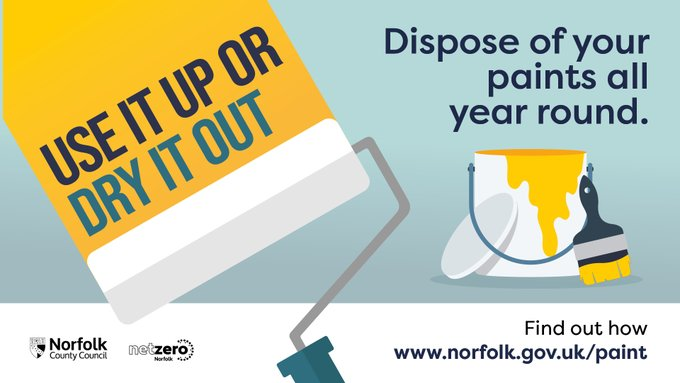 USE IT UP OR
DRY IT OUT
Dispose of your
paints all
year round.
Norfolk
County Council
netzero
Norfolk
Find out how
www.norfolk.gov.uk/paint